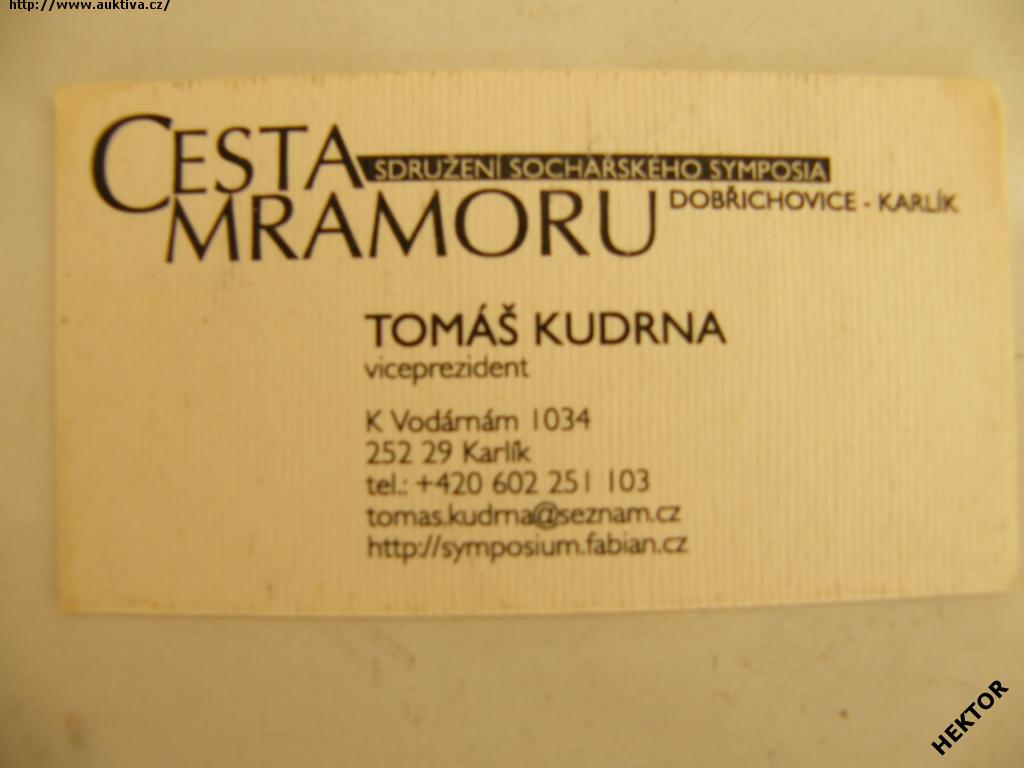 http://www.auktiva.cz/
CESTA
SDRUŽENÍ SOCHAŘSKÉHO SYMPOSIA
MRAMORU
DOBŘICHOVICE - KARLÍK
TOMÁŠ KUDRNA
viceprezident
K Vodárnám 1034
252 29 Karlík
tel.: +420 602 251 103
tomas.kudrna@seznam.cz
http://symposium.fabian.cz
HEKTOR